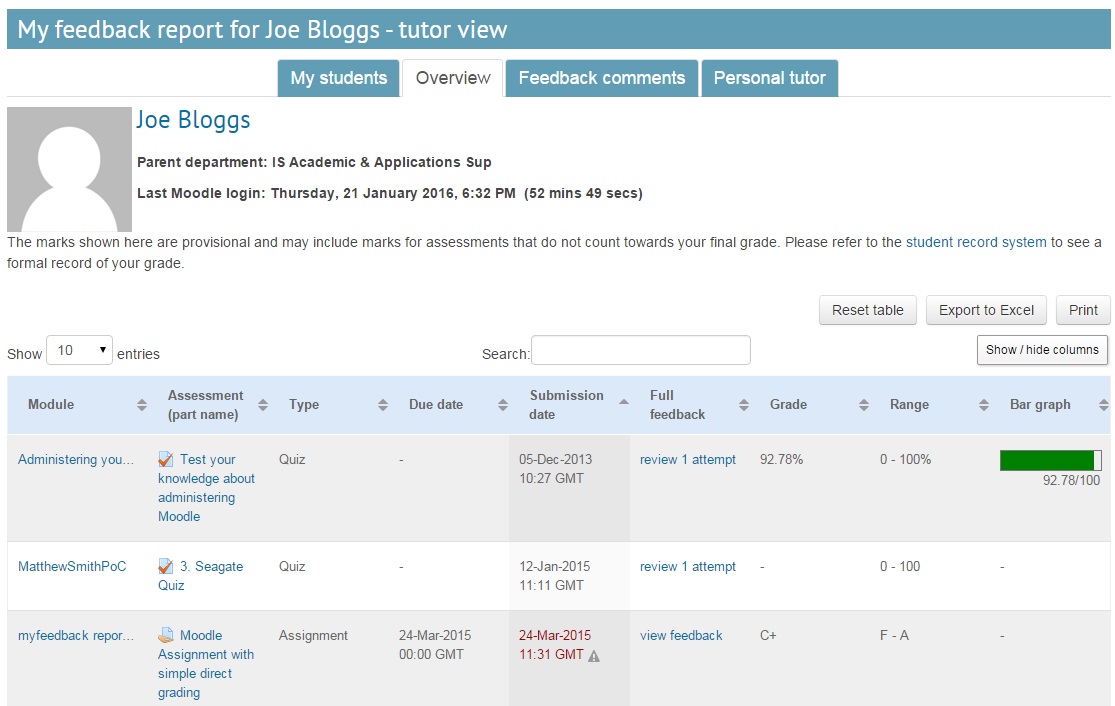 My feedback report for Joe Bloggs - tutor view
My students Overview Feedback comments Personal tutor
Joe Bloggs
Parent department: IS Academic & Applications Sup
Last Moodle login: Thursday, 21 January 2016, 6:32 PM (52 mins 49 secs)
The marks shown here are provisional and may include marks for assessments that do not count towards your final grade. Please refer to the student record system to see a
formal record of your grade.
Reset table Export to Excel Print
Show 10 entries Search: Show / hide columns
Module Assessment (part name) Type Due date Submission date Full feedback Grade Range Bar graph
Administering you... Test your Quiz - 05-Dec-2013 review 1 attempt 92.78% 0 - 100%
knowledge about 10:27 GMT 92.78/100
administering
Moodle
MatthewSmithPoC 3. Seagate Quiz - 12-Jan-2015 review 1 attempt - 0 - 100 -
Quiz 11:11 GMT
myfeedback repor... Moodle Assignment 24-Mar-2015 24-Mar-2015 view feedback C+ F - A -
Assignment with 00:00 GMT 11:31 GMT
simple direct
grading